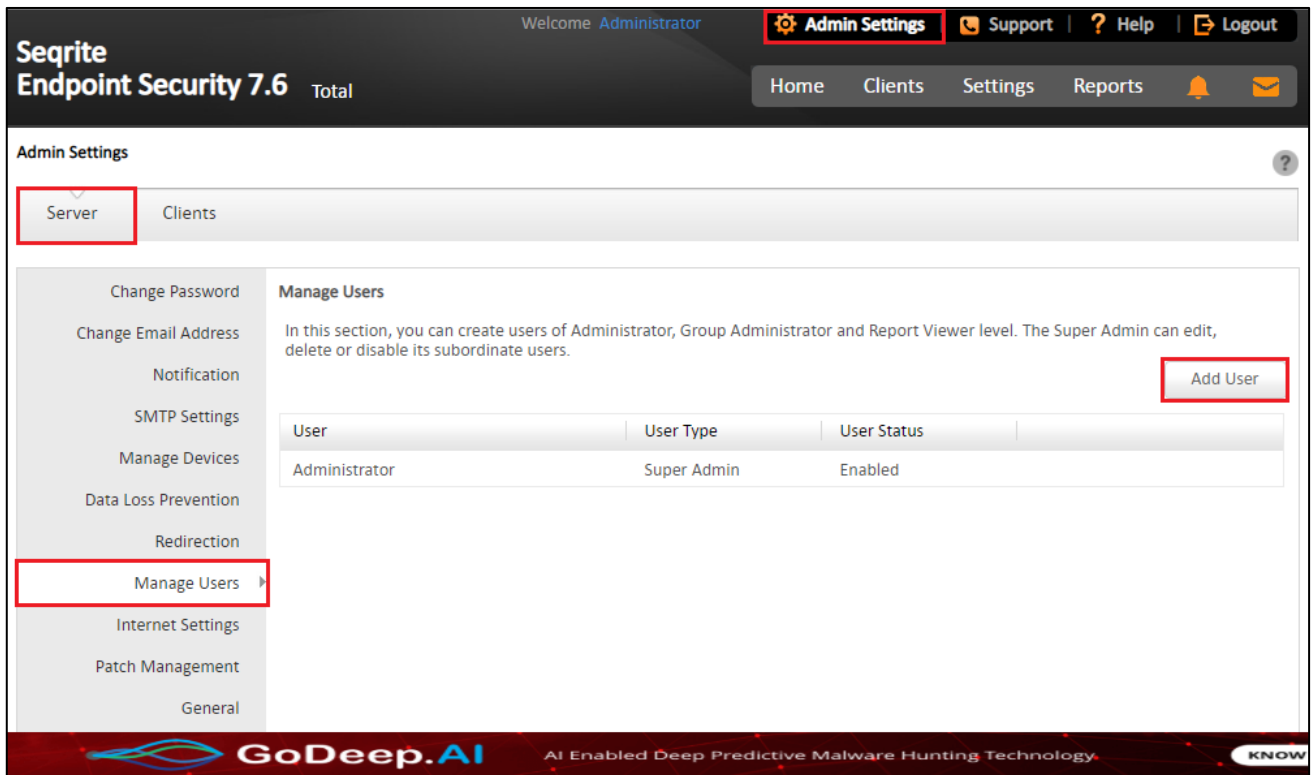 Welcome Administrator
Admin Settings
Support
? Help
Logout
Seqrite
Endpoint Security 7.6 Total
Home Clients Settings Reports
Admin Settings
?
Server Clients
Change Password
Change Email Address
Notification
SMTP Settings
Manage Devices
Data Loss Prevention
Redirection
Manage Users
Internet Settings
Patch Management
General
Manage Users
In this section, you can create users of Administrator, Group Administrator and Report Viewer level. The Super Admin can edit,
delete or disable its subordinate users.
Add User
User User Type User Status
Administrator Super Admin Enabled
GoDeep.AI AI Enabled Deep Predictive Malware Hunting Technology. KNOW